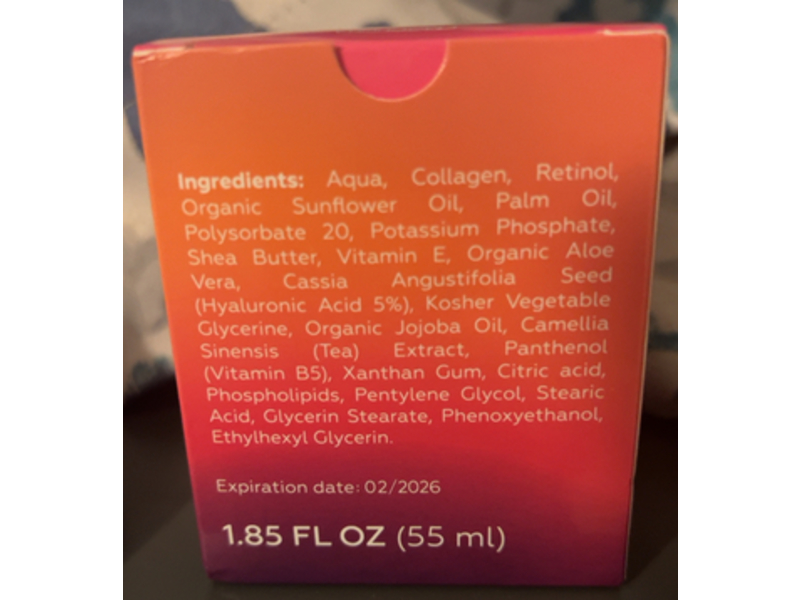 Ingredients: Aqua, Collagen, Retinol,
Organic Sunflower Oil, Palm Oil,
Polysorbate 20, Potassium Phosphate,
Shea Butter, Vitamin E, Organic Aloe
Vera, Cassia Angustifolia Seed
(Hyaluronic Acid 5%), Kosher Vegetable
Glycerine, Organic Jojoba Oil, Camellia
Sinensis (Tea) Extract, Panthenol
(Vitamin B5), Xanthan Gum, Citric acid,
Phospholipids, Pentylene Glycol, Stearic
Acid, Glycerin Stearate, Phenoxyethanol,
Ethylhexyl Glycerin.
Expiration date: 02/2026
1.85 FL OZ (55 ml)